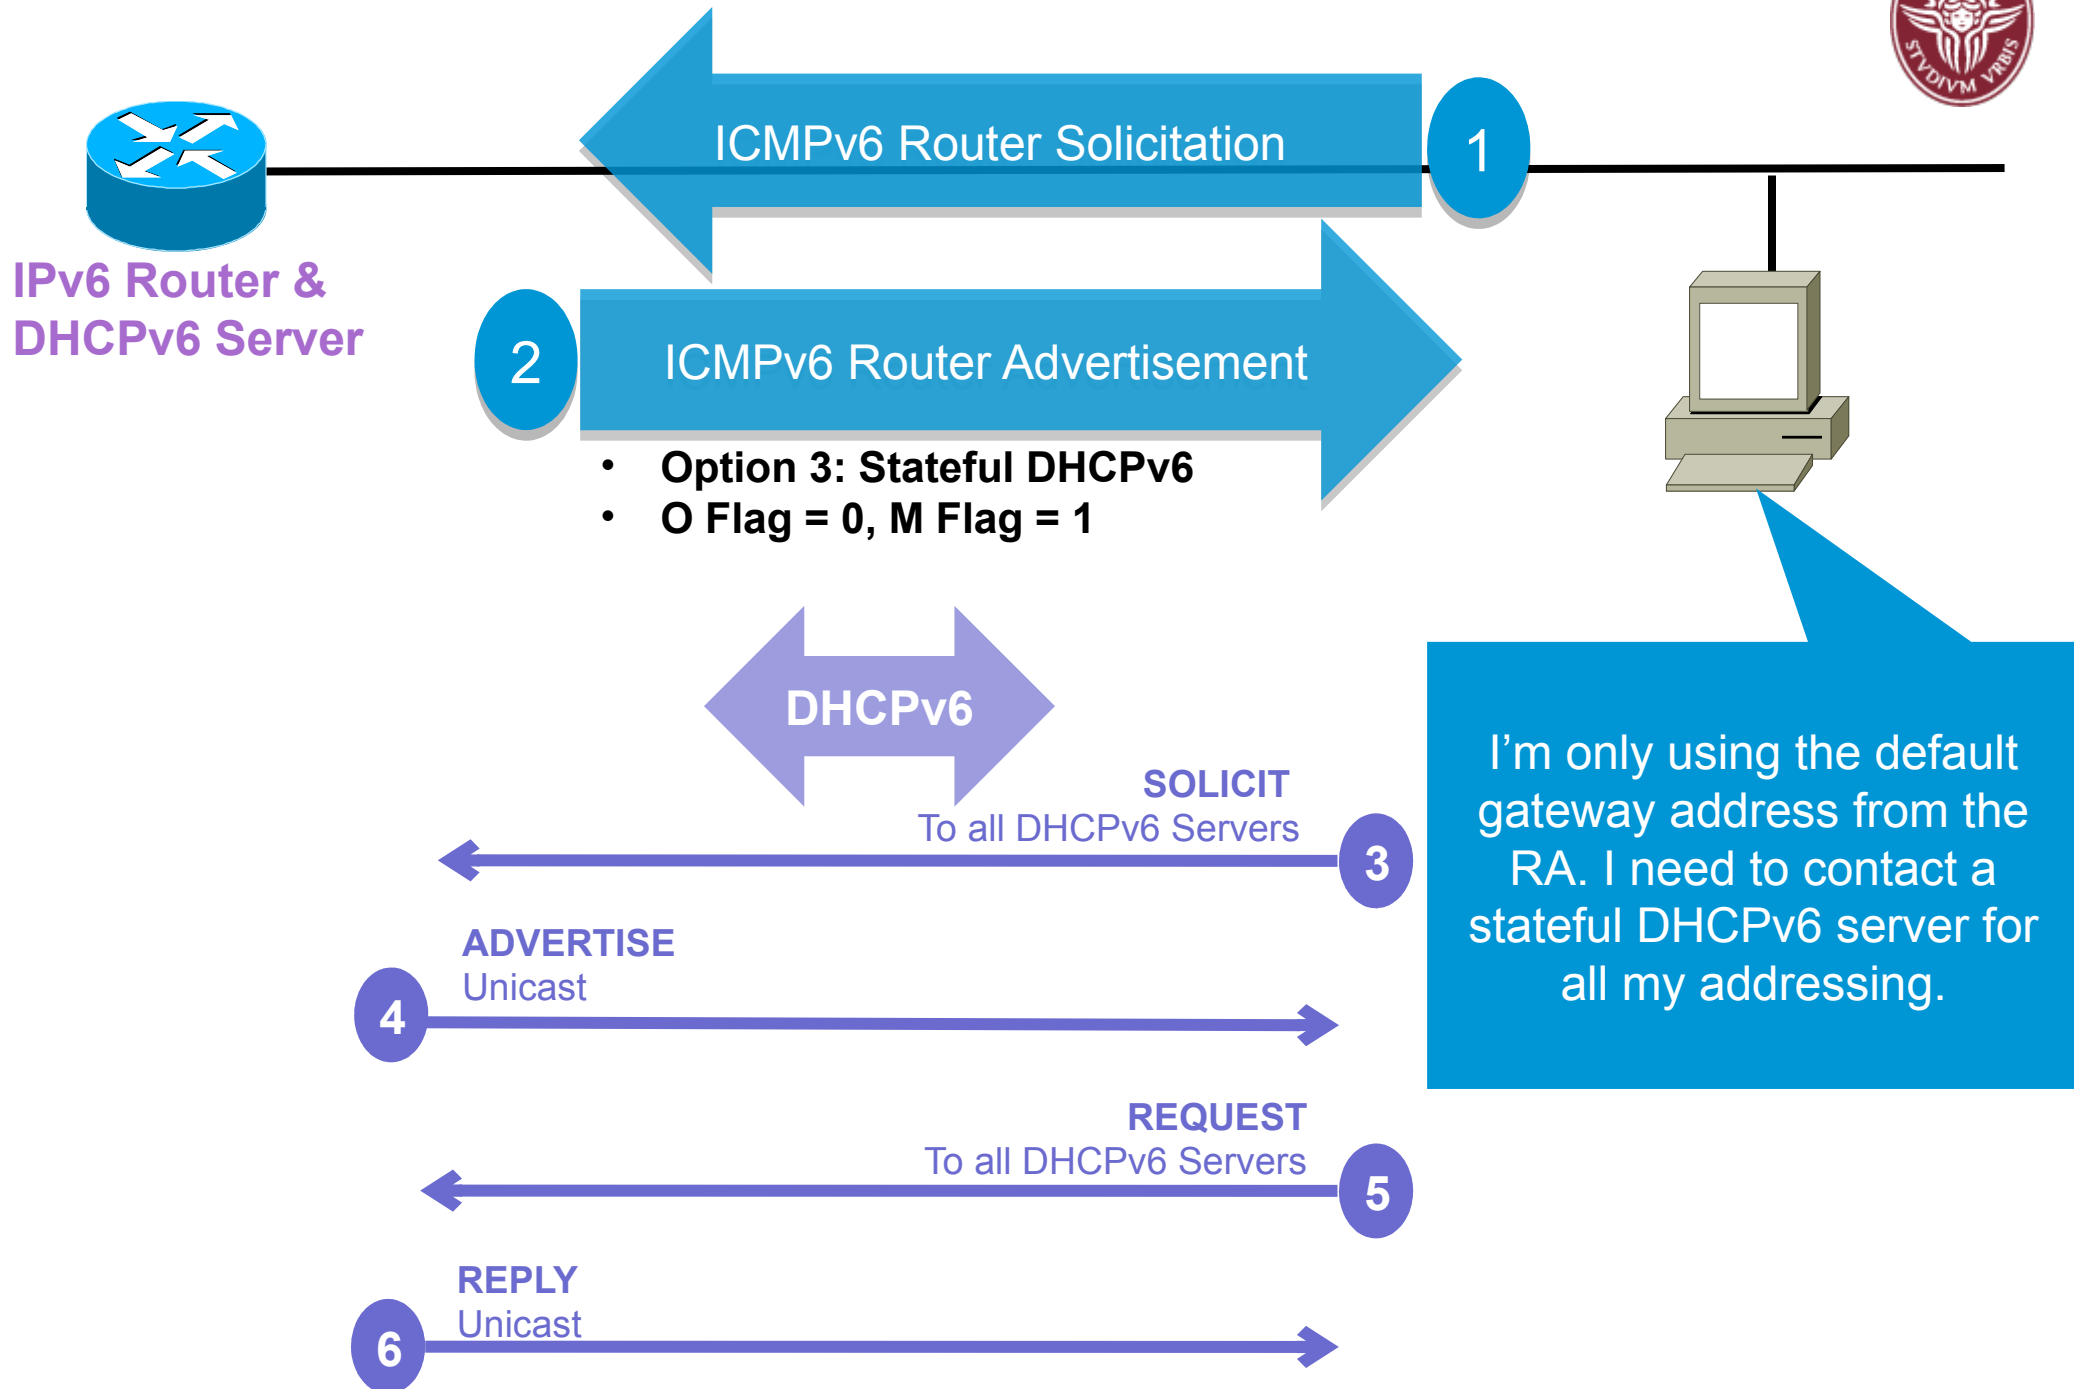 STVDIVM VRBIS
ICMPv6 Router Solicitation
1
IPv6 Router &
DHCPv6 Server
2
ICMPv6 Router Advertisement
• Option 3: Stateful DHCPv6
• O Flag = 0, M Flag = 1
DHCPv6
SOLICIT
To all DHCPv6 Servers
3
ADVERTISE
Unicast
4
REQUEST
To all DHCPv6 Servers
5
REPLY
Unicast
6
I’m only using the default
gateway address from the
RA. I need to contact a
stateful DHCPv6 server for
all my addressing.